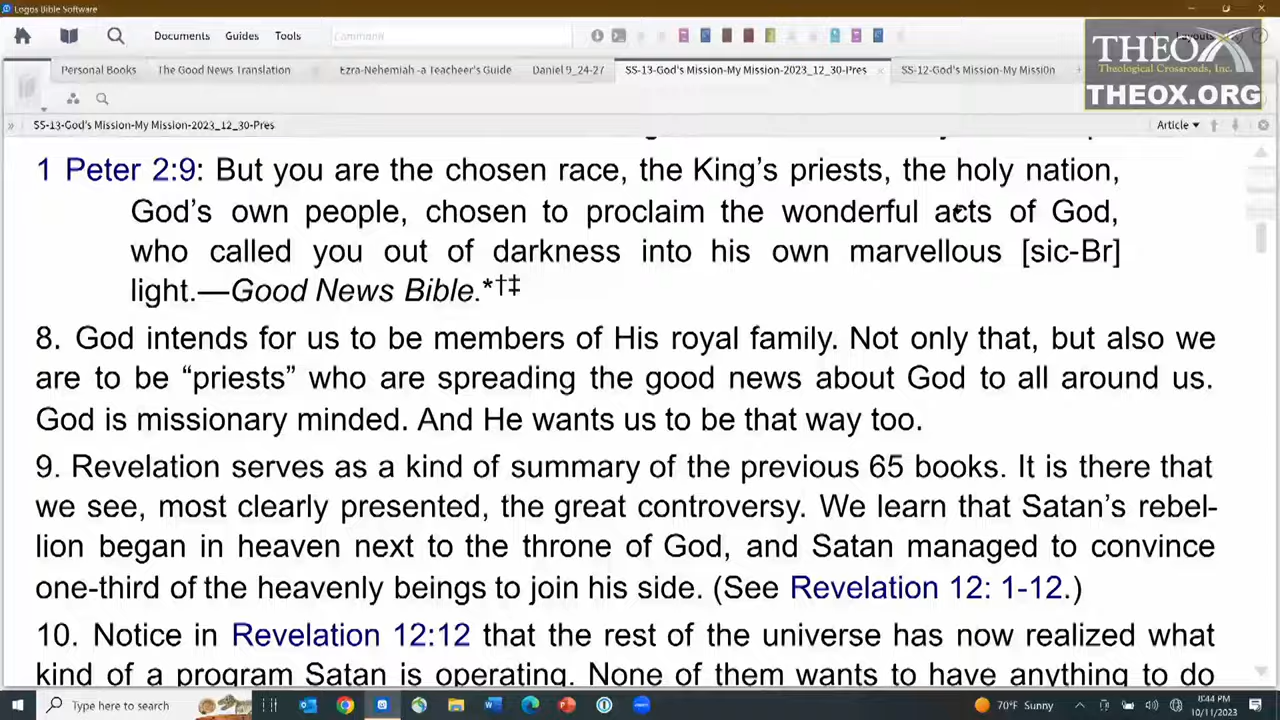 Logos Bible Software
Documents Guides Tools Command
THEOX
Theological Crossroads, Inc.
THEOX.ORG
Personal Books The Good News Translation Daniel 9_24-27 SS-13-God's Mission-My Mission-2023_12_30-Pres SS-12-God's Mission-My Missi0n
SS-13-God's Mission-My Mission-2023_12_30-Pres Article
1 Peter 2:9: But you are the chosen race, the King's priests, the holy nation,
God's own people, chosen to proclaim the wonderful acts of God,
who called you out of darkness into his own marvellous [sic-Br]
light.—Good News Bible.*†‡
8. God intends for us to be members of His royal family. Not only that, but also we
are to be “priests” who are spreading the good news about God to all around us.
God is missionary minded. And He wants us to be that way too.
9. Revelation serves as a kind of summary of the previous 65 books. It is there that
we see, most clearly presented, the great controversy. We learn that Satan's rebel-
lion began in heaven next to the throne of God, and Satan managed to convince
one-third of the heavenly beings to join his side. (See Revelation 12: 1-12.)
10. Notice in Revelation 12:12 that the rest of the universe has now realized what
kind of a program Satan is operating. None of them wants to have anything to do
Type here to search
70°F Sunny
8:44 PM
10/11/2023